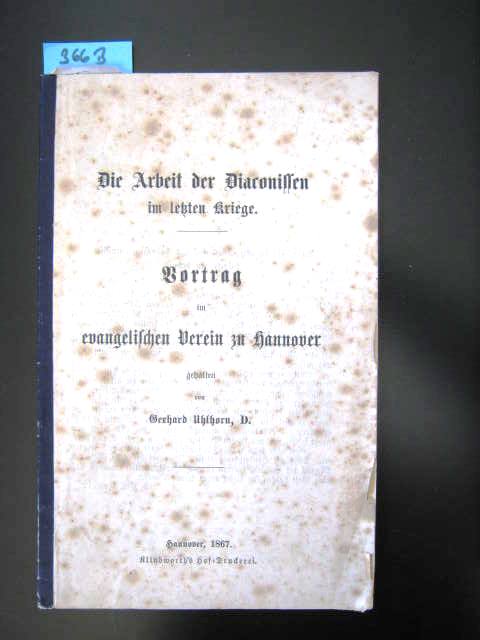 366 B
Die Arbeit der Diaconissen
im letzten Kriege.
Vortrag
im
evangelischen Verein zu Hannover
gehalten
von
Gerhard Uhlhorn, D.
Hannover, 1867.
Klindworth's Hof-Druckerei.